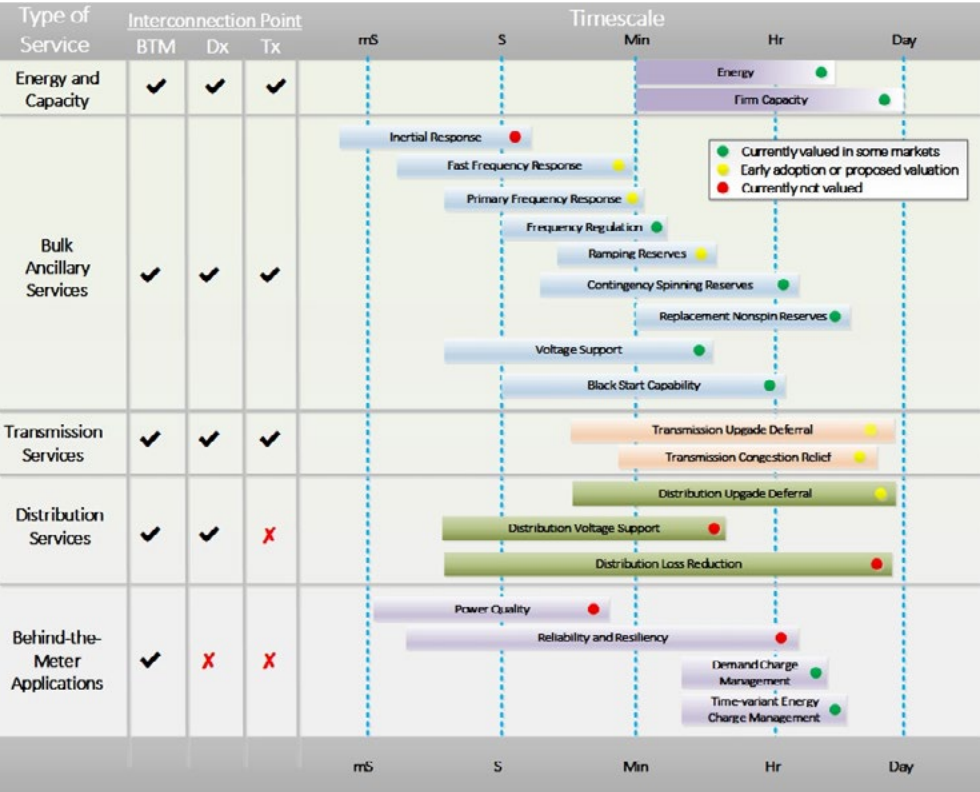 Type of
Service
Interconnection Point
BTM Dx Tx
Timescale
mS S Min Hr Day
Energy and
Capacity
✔ ✔ ✔
Energy
Firm Capacity
Currently valued in some markets
Early adoption or proposed valuation
Currently not valued
Bulk
Ancillary
Services
✔ ✔ ✔
Inertial Response
Fast Frequency Response
Primary Frequency Response
Frequency Regulation
Ramping Reserves
Contingency Spinning Reserves
Replacement Nonspin Reserves
Voltage Support
Black Start Capability
Transmission
Services
✔ ✔ ✔
Transmission Upgade Deferral
Transmission Congestion Relief
Distribution
Services
✔ ✔ ✗
Distribution Upgade Deferral
Distribution Voltage Support
Distribution Loss Reduction
Behind-the-
Meter
Applications
✔ ✗ ✗
Power Quality
Reliability and Resiliency
Demand Charge
Management
Time-variant Energy
Charge Management
mS S Min Hr Day